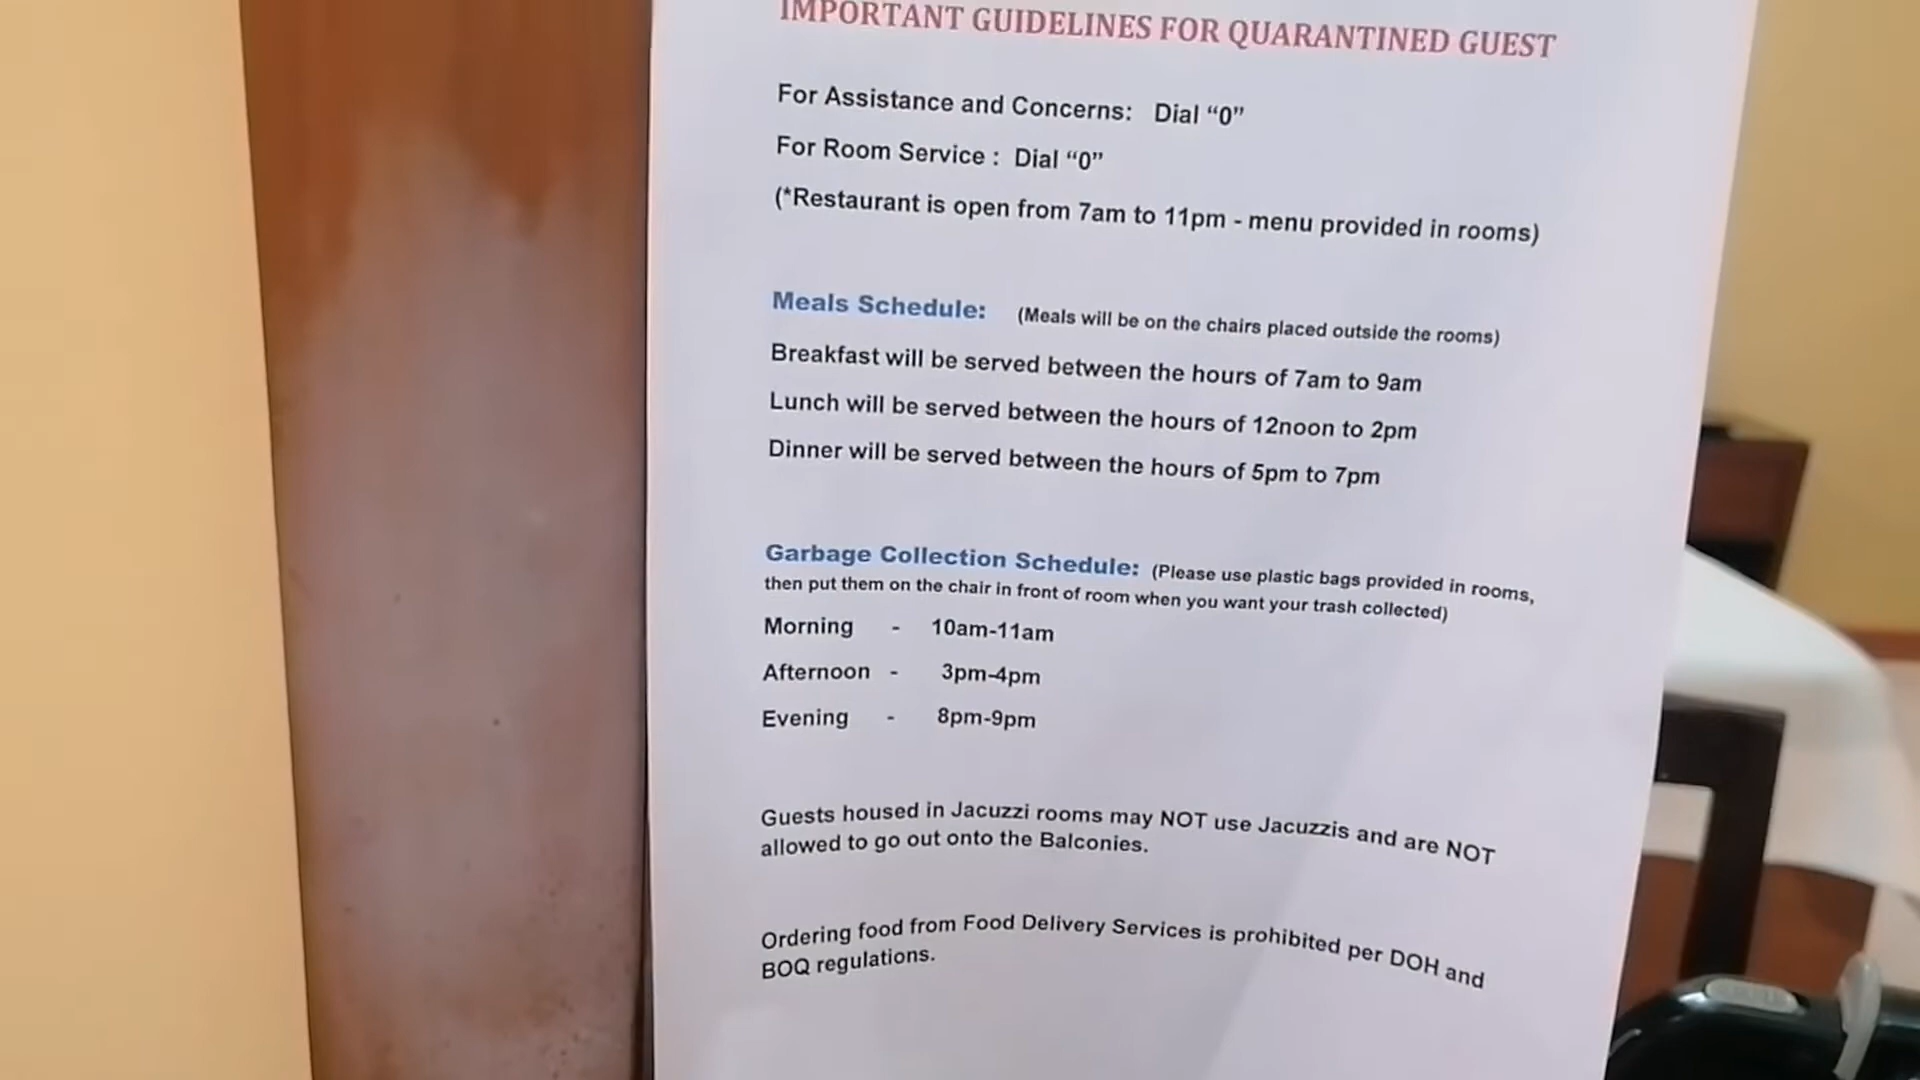 IMPORTANT GUIDELINES FOR QUARANTINED GUEST
For Assistance and Concerns: Dial “0”
For Room Service : Dial “0”
(*Restaurant is open from 7am to 11pm - menu provided in rooms)
Meals Schedule: (Meals will be on the chairs placed outside the rooms)
Breakfast will be served between the hours of 7am to 9am
Lunch will be served between the hours of 12noon to 2pm
Dinner will be served between the hours of 5pm to 7pm
Garbage Collection Schedule: (Please use plastic bags provided in rooms,
then put them on the chair in front of room when you want your trash collected)
Morning - 10am-11am
Afternoon - 3pm-4pm
Evening - 8pm-9pm
Guests housed in Jacuzzi rooms may NOT use Jacuzzis and are NOT
allowed to go out onto the Balconies.
Ordering food from Food Delivery Services is prohibited per DOH and
BOQ regulations.